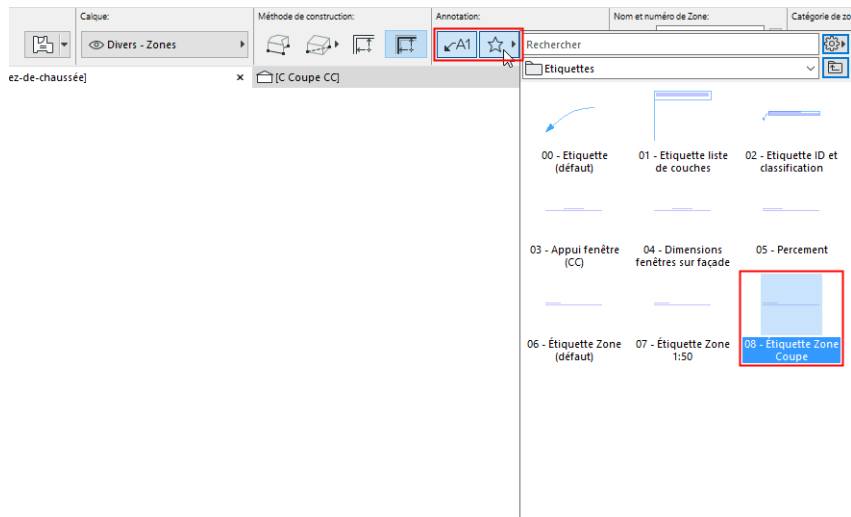 Calque:
Méthode de construction:
Annotation:
Nom et numéro de Zone:
Catégorie de zo
Divers - Zones
A1
Rechercher
Etiquettes
ez-de-chaussée]
[C Coupe CC]
00 - Etiquette
(défaut)
01 - Etiquette liste
de couches
02 - Etiquette ID et
classification
03 - Appui fenêtre
(CC)
04 - Dimensions
fenêtres sur façade
05 - Percement
06 - Étiquette Zone
(défaut)
07 - Étiquette Zone
1:50
08 - Étiquette Zone
Coupe